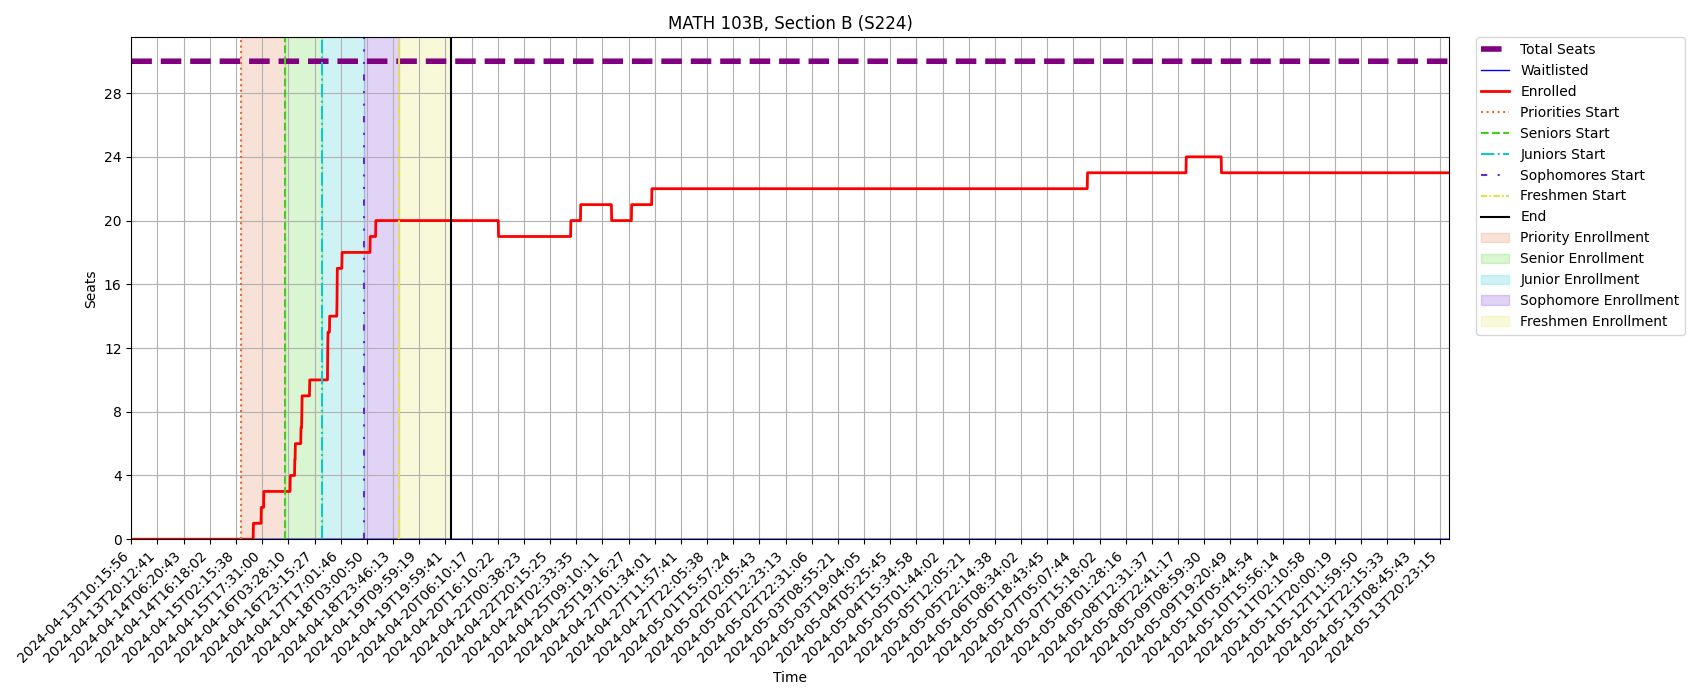 MATH 103B, Section B (S224)
Seats
28
24
20
16
12
8
4
0
2024-04-13T10:15:56
2024-04-13T20:12:41
2024-04-14T06:20:43
2024-04-14T16:18:02
2024-04-15T02:15:38
2024-04-15T17:31:00
2024-04-16T03:28:10
2024-04-16T23:15:27
2024-04-17T17:01:46
2024-04-18T03:00:50
2024-04-18T23:46:13
2024-04-19T09:59:19
2024-04-19T19:59:41
2024-04-20T06:10:17
2024-04-20T16:10:22
2024-04-22T00:38:23
2024-04-22T20:15:25
2024-04-24T02:33:35
2024-04-25T09:10:11
2024-04-25T19:16:27
2024-04-27T01:34:01
2024-04-27T11:57:41
2024-04-27T22:05:38
2024-05-01T15:57:24
2024-05-02T02:05:43
2024-05-02T12:23:13
2024-05-02T22:31:06
2024-05-03T08:55:21
2024-05-03T19:04:05
2024-05-04T05:25:45
2024-05-04T15:34:58
2024-05-05T01:44:02
2024-05-05T12:05:21
2024-05-05T22:14:38
2024-05-06T08:34:02
2024-05-06T18:43:45
2024-05-07T05:07:44
2024-05-07T15:18:02
2024-05-08T01:28:16
2024-05-08T12:31:37
2024-05-08T22:41:17
2024-05-09T08:59:30
2024-05-09T19:20:49
2024-05-10T05:44:54
2024-05-10T15:56:14
2024-05-11T02:10:58
2024-05-11T20:00:19
2024-05-12T11:59:50
2024-05-12T22:15:33
2024-05-13T08:45:43
2024-05-13T20:23:15
Time
Total Seats
Waitlisted
Enrolled
Priorities Start
Seniors Start
Juniors Start
Sophomores Start
Freshmen Start
End
Priority Enrollment
Senior Enrollment
Junior Enrollment
Sophomore Enrollment
Freshmen Enrollment